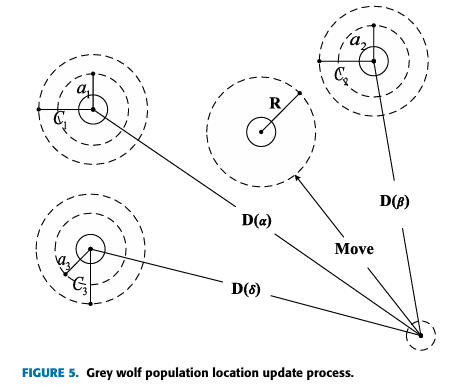 a₂
C₂
a₁
C₁
R
D(β)
D(α)
Move
a₃
C₃
D(δ)
FIGURE 5. Grey wolf population location update process.